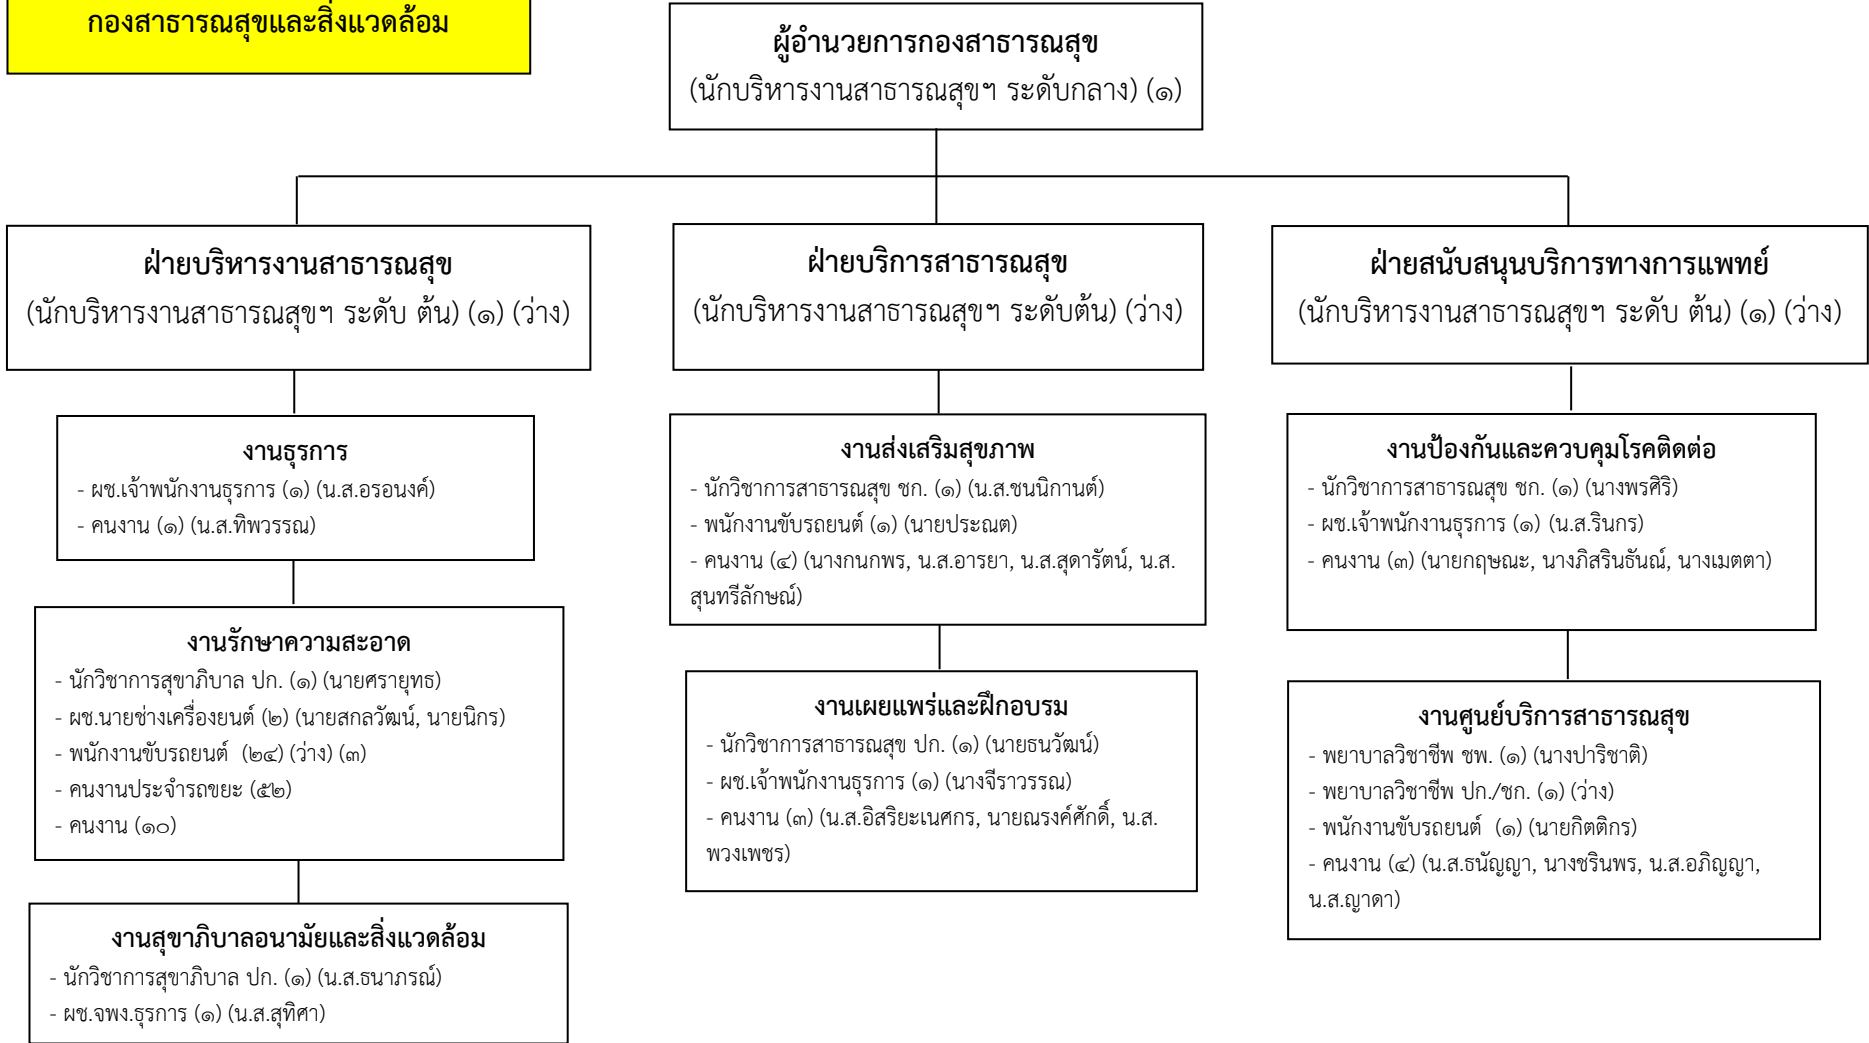 กองสาธารณสุขและสิ่งแวดล้อม
ผู้อำนวยการกองสาธารณสุข
(นักบริหารงานสาธารณสุขฯ ระดับกลาง) (๑)
ฝ่ายบริหารงานสาธารณสุข
(นักบริหารงานสาธารณสุขฯ ระดับ ต้น) (๑) (ว่าง)
งานธุรการ
- ผช.เจ้าพนักงานธุรการ (๑) (น.ส.อรอนงค์)
- คนงาน (๑) (น.ส.ทิพวรรณ)
งานรักษาความสะอาด
- นักวิชาการสุขาภิบาล ปก. (๑) (นายศรายุทธ)
- ผช.นายช่างเครื่องยนต์ (๒) (นายสกลวัฒน์, นายนิกร)
- พนักงานขับรถยนต์ (๒๔) (ว่าง) (๓)
- คนงานประจำรถขยะ (๕๒)
- คนงาน (๑๐)
งานสุขาภิบาลอนามัยและสิ่งแวดล้อม
- นักวิชาการสุขาภิบาล ปก. (๑) (น.ส.ธนาภรณ์)
- ผช.จพง.ธุรการ (๑) (น.ส.สุทิศา)
ฝ่ายบริการสาธารณสุข
(นักบริหารงานสาธารณสุขฯ ระดับต้น) (ว่าง)
งานส่งเสริมสุขภาพ
- นักวิชาการสาธารณสุข ชก. (๑) (น.ส.ชนนิกานต์)
- พนักงานขับรถยนต์ (๑) (นายประณต)
- คนงาน (๔) (นางกนกพร, น.ส.อารยา, น.ส.สุดารัตน์, น.ส.
สุนทรีลักษณ์)
งานเผยแพร่และฝึกอบรม
- นักวิชาการสาธารณสุข ปก. (๑) (นายธนวัฒน์)
- ผช.เจ้าพนักงานธุรการ (๑) (นางจีราวรรณ)
- คนงาน (๓) (น.ส.อิสริยะเนศกร, นายณรงค์ศักดิ์, น.ส.
พวงเพชร)
ฝ่ายสนับสนุนบริการทางการแพทย์
(นักบริหารงานสาธารณสุขฯ ระดับ ต้น) (๑) (ว่าง)
งานป้องกันและควบคุมโรคติดต่อ
- นักวิชาการสาธารณสุข ชก. (๑) (นางพรศิริ)
- ผช.เจ้าพนักงานธุรการ (๑) (น.ส.รินกร)
- คนงาน (๓) (นายกฤษณะ, นางภิสรินธันณ์, นางเมตตา)
งานศูนย์บริการสาธารณสุข
- พยาบาลวิชาชีพ ชพ. (๑) (นางปาริชาติ)
- พยาบาลวิชาชีพ ปก./ชก. (๑) (ว่าง)
- พนักงานขับรถยนต์ (๑) (นายกิตติกร)
- คนงาน (๔) (น.ส.ธนัญญา, นางชรินพร, น.ส.อภิญญา,
น.ส.ญาดา)